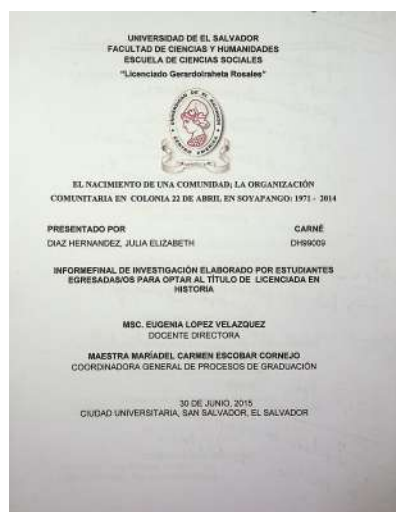 UNIVERSIDAD DE EL SALVADOR
FACULTAD DE CIENCIAS Y HUMANIDADES
ESCUELA DE CIENCIAS SOCIALES
"Licenciado GerardoIraheta Rosales"
EL NACIMIENTO DE UNA COMUNIDAD; LA ORGANIZACIÓN
COMUNITARIA EN COLONIA 22 DE ABRIL EN SOYAPANGO: 1971 - 2014
PRESENTADO POR CARNÉ
DIAZ HERNANDEZ, JULIA ELIZABETH DH99009
INFORMEFINAL DE INVESTIGACIÓN ELABORADO POR ESTUDIANTES
EGRESADAS/OS PARA OPTAR AL TÍTULO DE LICENCIADA EN
HISTORIA
MSC. EUGENIA LOPEZ VELAZQUEZ
DOCENTE DIRECTORA
MAESTRA MARÍADEL CARMEN ESCOBAR CORNEJO
COORDINADORA GENERAL DE PROCESOS DE GRADUACIÓN
30 DE JUNIO, 2015
CIUDAD UNIVERSITARIA, SAN SALVADOR, EL SALVADOR